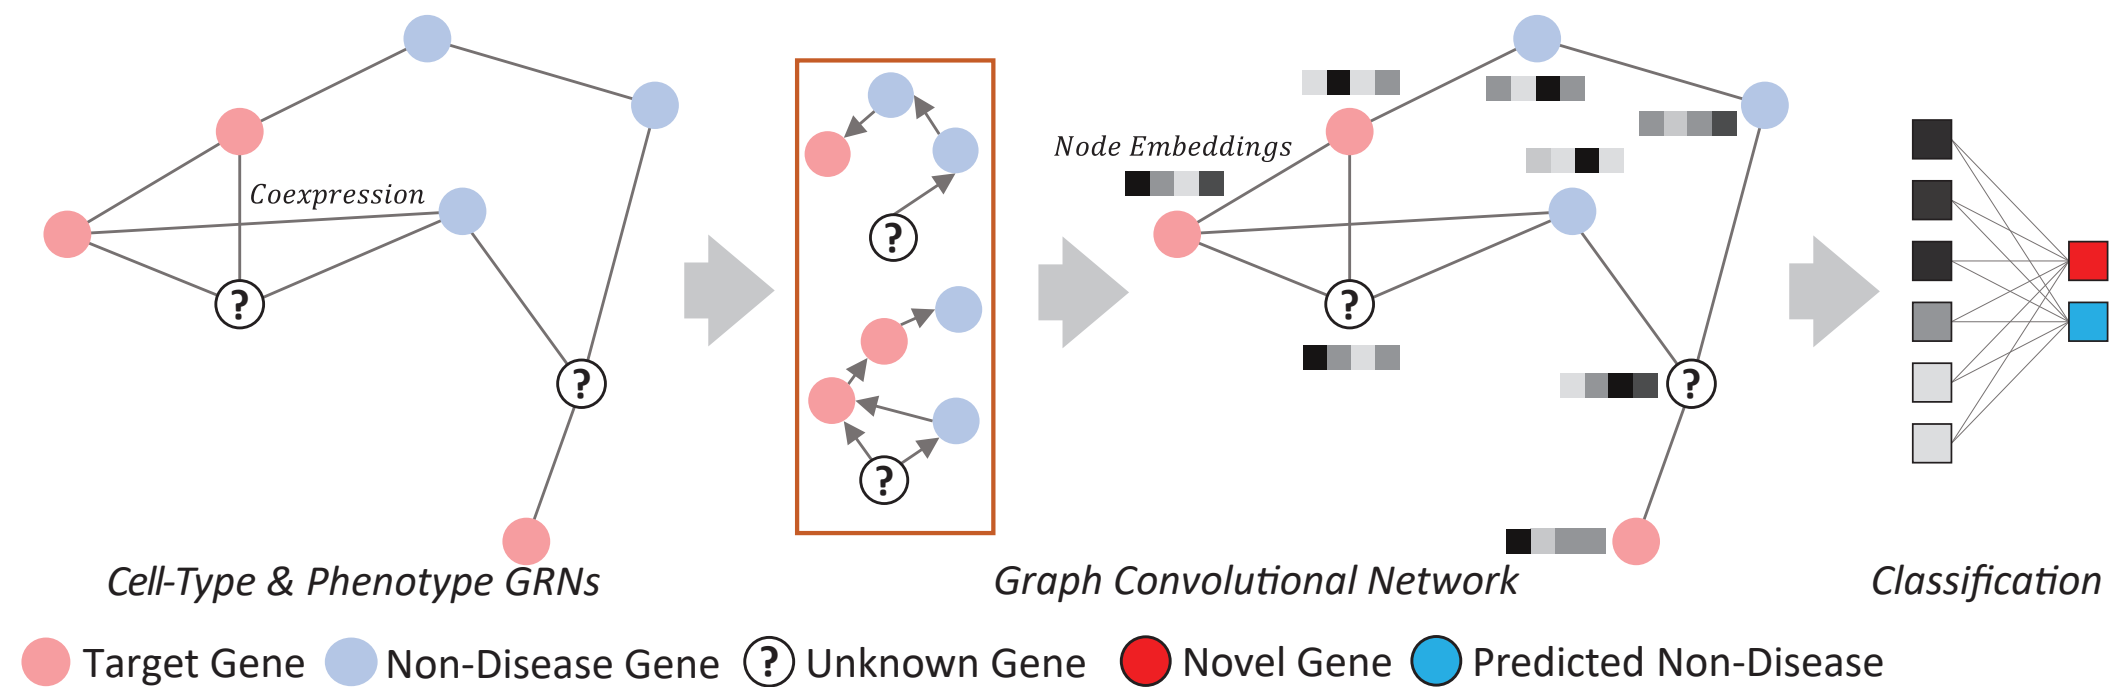 Coexpression
?
?
Cell-Type & Phenotype GRNs
?
?
Node Embeddings
?
?
Graph Convolutional Network
Classification
Target Gene
Non-Disease Gene
? Unknown Gene
Novel Gene
Predicted Non-Disease